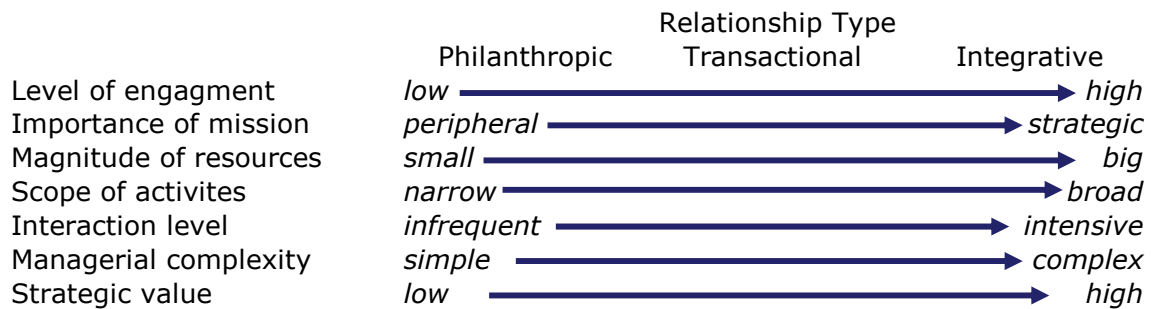 Relationship Type
Philanthropic Transactional Integrative
Level of engagment low high
Importance of mission peripheral strategic
Magnitude of resources small big
Scope of activites narrow broad
Interaction level infrequent intensive
Managerial complexity simple complex
Strategic value low high